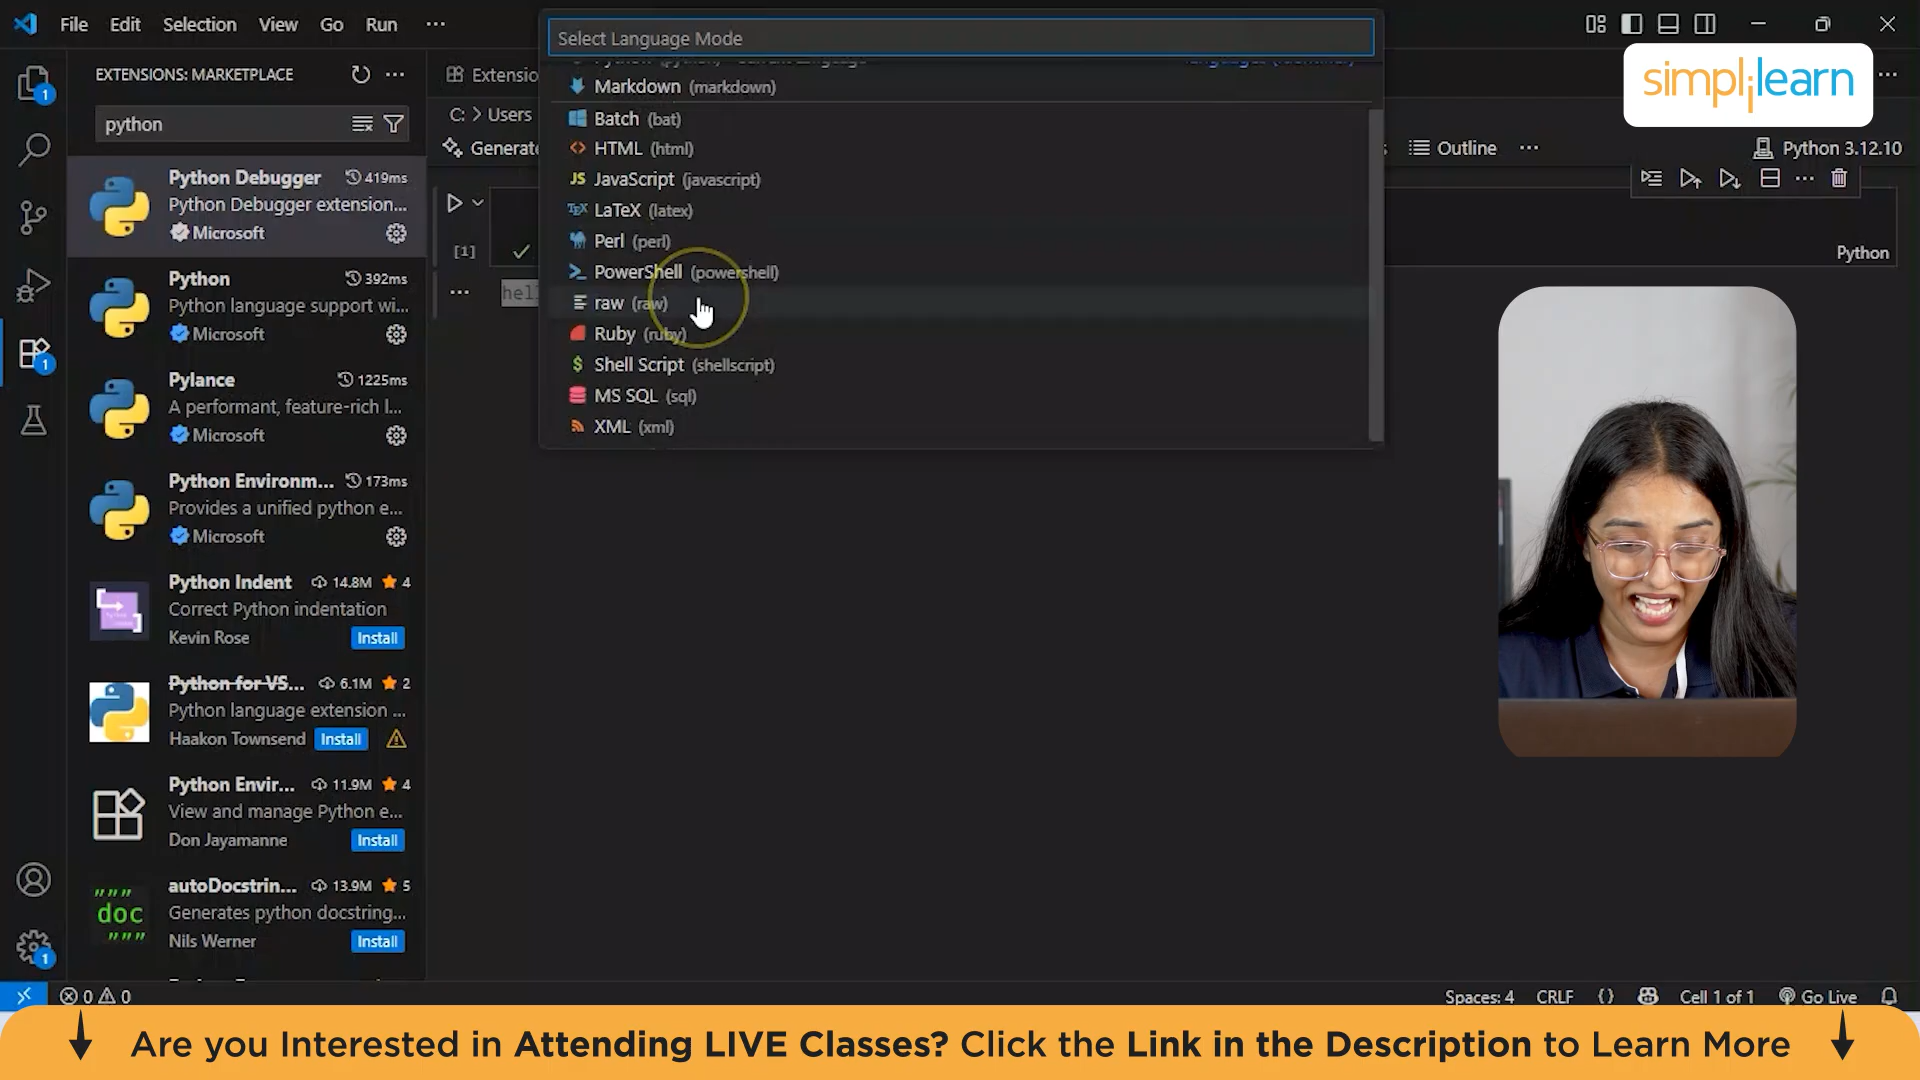 File Edit Selection View Go Run ...
Select Language Mode
simplilearn
EXTENSIONS: MARKETPLACE
python
Python Debugger 419ms
Python Debugger extension...
Microsoft
Python 392ms
Python language support wi...
Microsoft
Pylance 1225ms
A performant, feature-rich l...
Microsoft
Python Environm... 173ms
Provides a unified python e...
Microsoft
Python Indent 14.8M 4
Correct Python indentation
Kevin Rose Install
Python for VS... 6.1M 2
Python language extension ...
Haakon Townsend Install
Python Envir... 11.9M 4
View and manage Python e...
Don Jayamanne Install
autoDocstrin... 13.9M 5
Generates python docstring...
Nils Werner Install
Extensio
C: > Users
Generate
Outline ...
Python 3.12.10
[1]
Python
hell
Markdown (markdown)
Batch (bat)
HTML (html)
JS JavaScript (javascript)
TEX LaTeX (latex)
Perl (perl)
PowerShell (powershell)
raw (raw)
Ruby (ruby)
$ Shell Script (shellscript)
MS SQL (sql)
XML (xml)
1
1
1
""" doc """
0 0
Spaces: 4 CRLF {} Cell 1 of 1 Go Live
Are you Interested in Attending LIVE Classes? Click the Link in the Description to Learn More